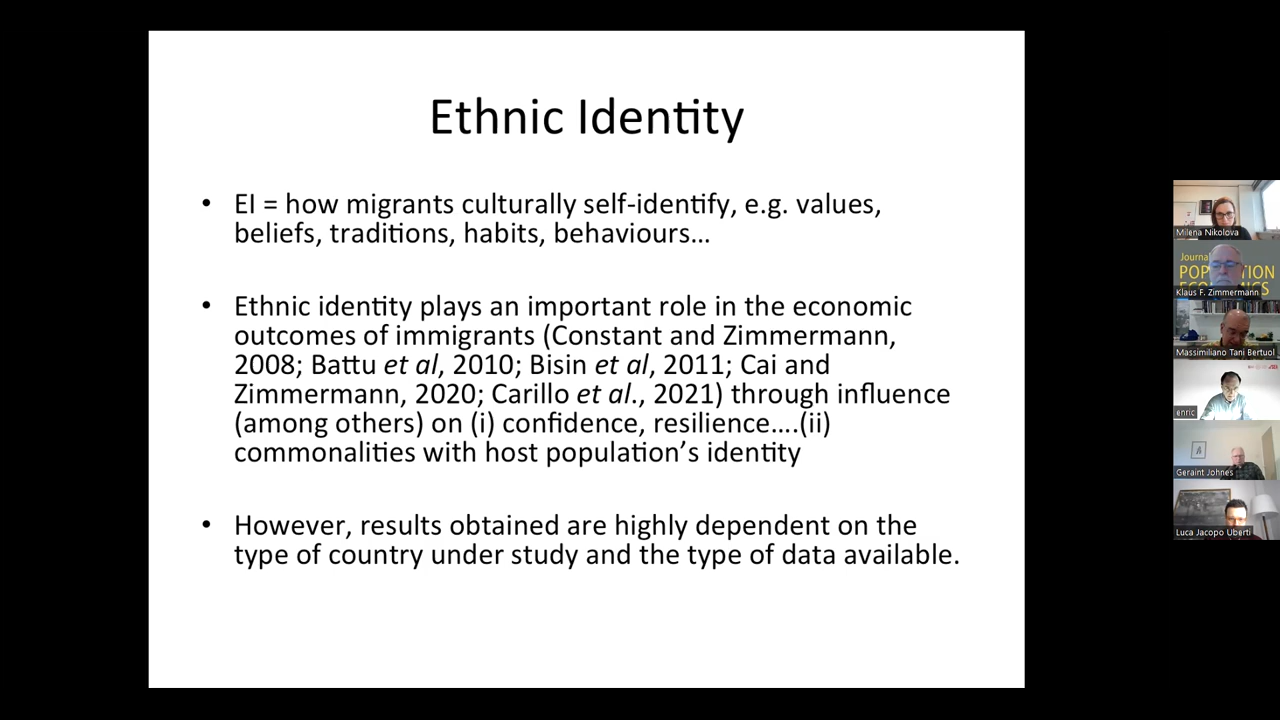 Ethnic Identity
• EI = how migrants culturally self-identify, e.g. values,
beliefs, traditions, habits, behaviours…
• Ethnic identity plays an important role in the economic
outcomes of immigrants (Constant and Zimmermann,
2008; Battu et al, 2010; Bisin et al, 2011; Cai and
Zimmermann, 2020; Carillo et al., 2021) through influence
(among others) on (i) confidence, resilience….(ii)
commonalities with host population’s identity
• However, results obtained are highly dependent on the
type of country under study and the type of data available.
Milena Nikolova
Journal
POP TION
Klaus F. Zimmermann
Massimiliano Tani Bertuol
enric
Geraint Johnes
Luca Jacopo Uberti